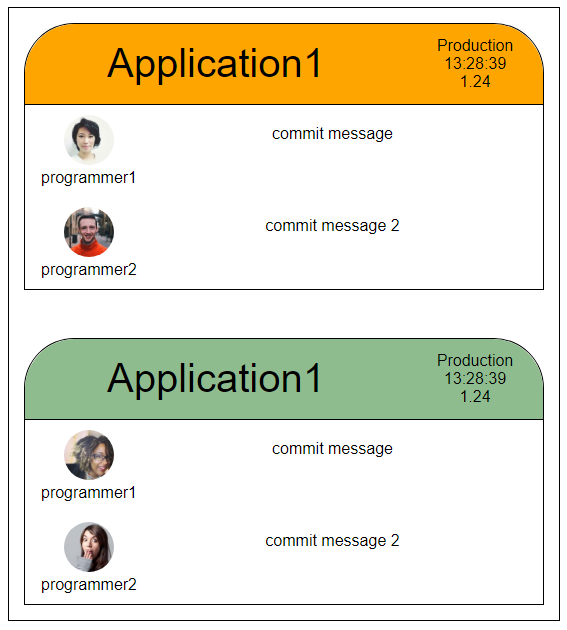 Application1
Production
13:28:39
1.24
commit message
programmer1
commit message 2
programmer2
Application1
Production
13:28:39
1.24
commit message
programmer1
commit message 2
programmer2